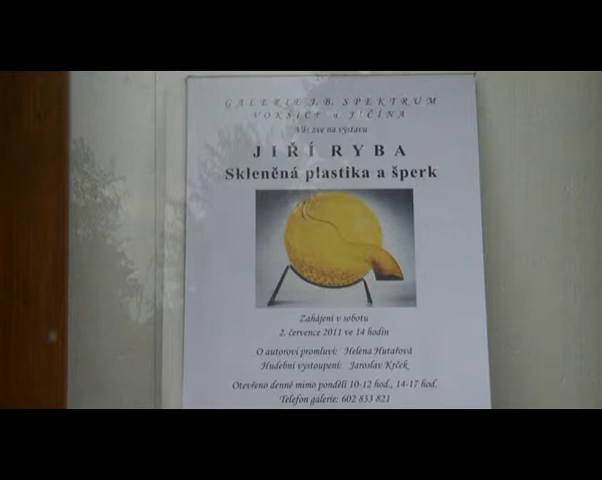 GALERIE J.B. SPEKTRUM
VOKŠICE u JIČÍNA
Vás zve na výstavu
JIŘÍ RYBA
Skleněná plastika a šperk
Zahájení v sobotu
2. července 2011 ve 14 hodin
O autorovi promluví: Helena Hutařová
Hudební vystoupení: Jaroslav Krček
Otevřeno denně mimo pondělí 10-12 hod., 14-17 hod.
Telefon galerie: 602 833 821